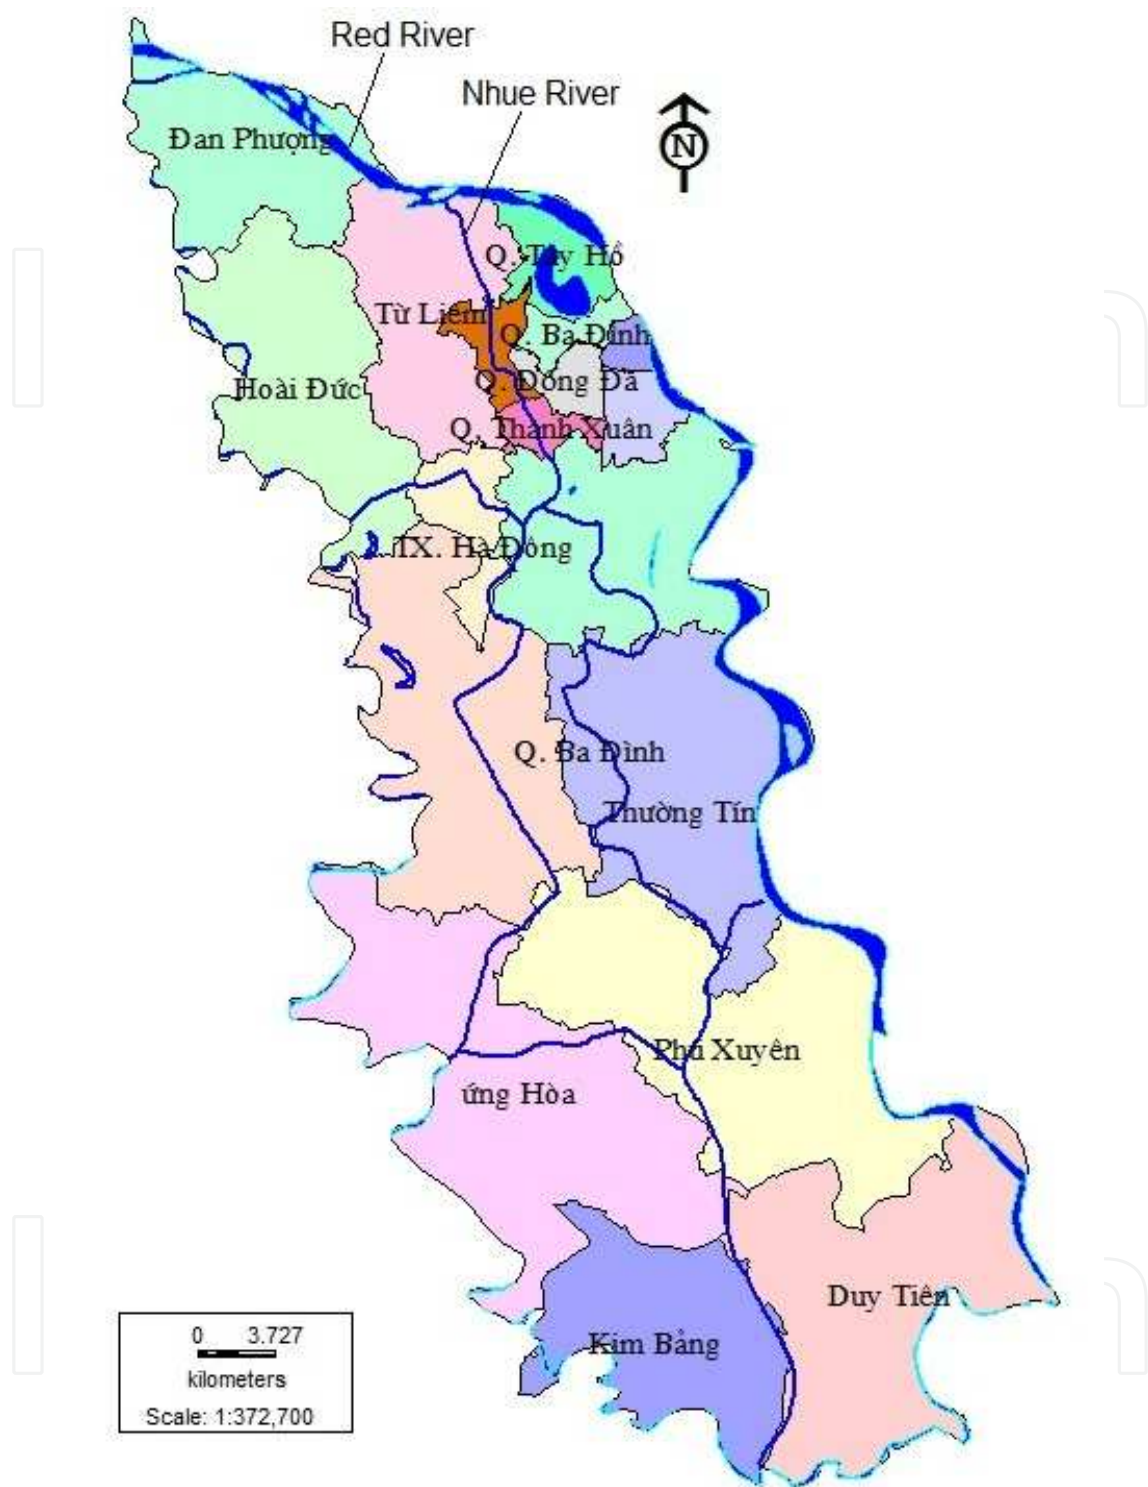 Red River
Nhue River
N
Đan Phượng
Q. Tây Hồ
Từ Liêm
Q. Ba Đình
Q. Đống Đa
Hoài Đức
Q. Thanh Xuân
TX. Hà Đông
Q. Ba Đình
Thường Tín
Phú Xuyên
ứng Hòa
Duy Tiên
Kim Bảng
0 3.727
kilometers
Scale: 1:372,700